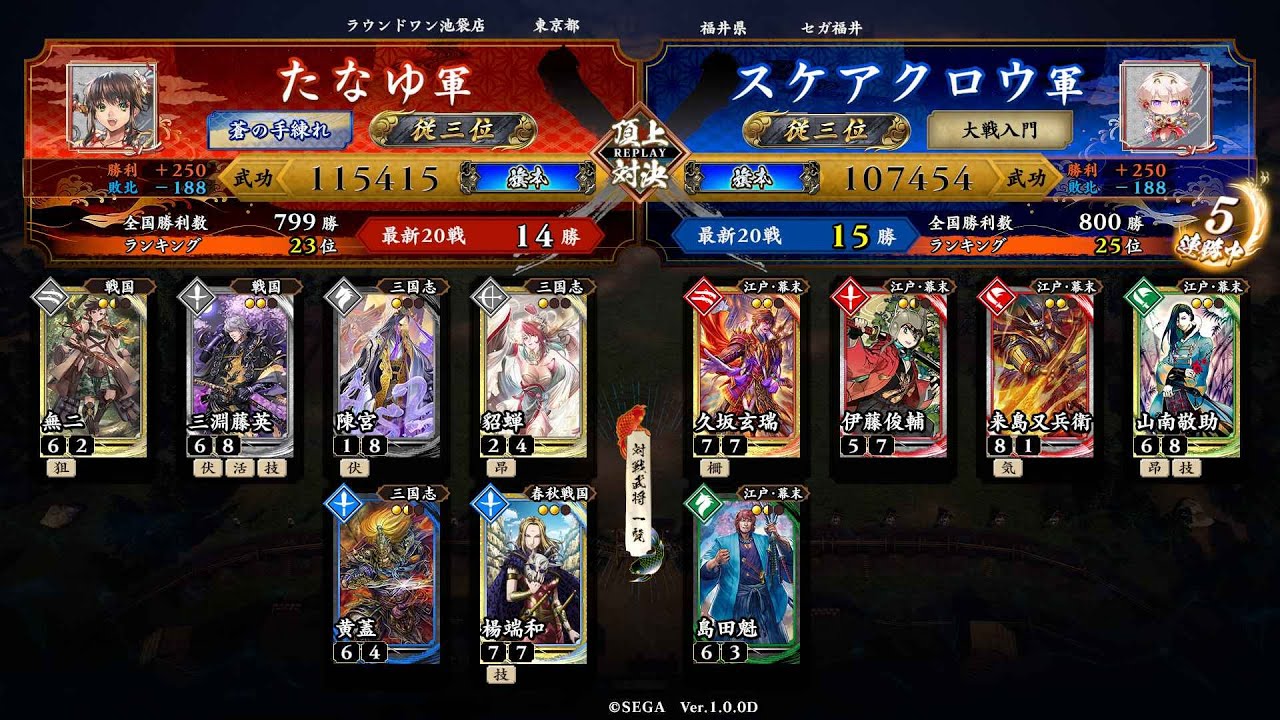 ラウンドワン池袋店 東京都
福井県 セガ福井
たなゆ軍
蒼の手練れ 従三位
勝利 +250
敗北 -188
武功 115415 旗本
全国勝利数 799勝
ランキング 23位
最新20戦 14勝
頂上
REPLAY
対決
スケアクロウ軍
従三位 大戦入門
旗本 107454 武功
勝利 +250
敗北 -188
最新20戦 15勝
全国勝利数 800勝
ランキング 25位
5
連勝中
戦国
無二
6 2
狙
戦国
三淵藤英
6 8
伏 活 技
三国志
陳宮
1 8
伏
三国志
貂蝉
2 4
昂
三国志
黄蓋
6 4
春秋戦国
楊端和
7 7
技
対戦武将一覧
江戸・幕末
久坂玄瑞
7 7
柵
江戸・幕末
伊藤俊輔
5 7
江戸・幕末
来島又兵衛
8 1
気
江戸・幕末
山南敬助
6 8
昂 技
江戸・幕末
島田魁
6 3
©SEGA Ver.1.0.0D